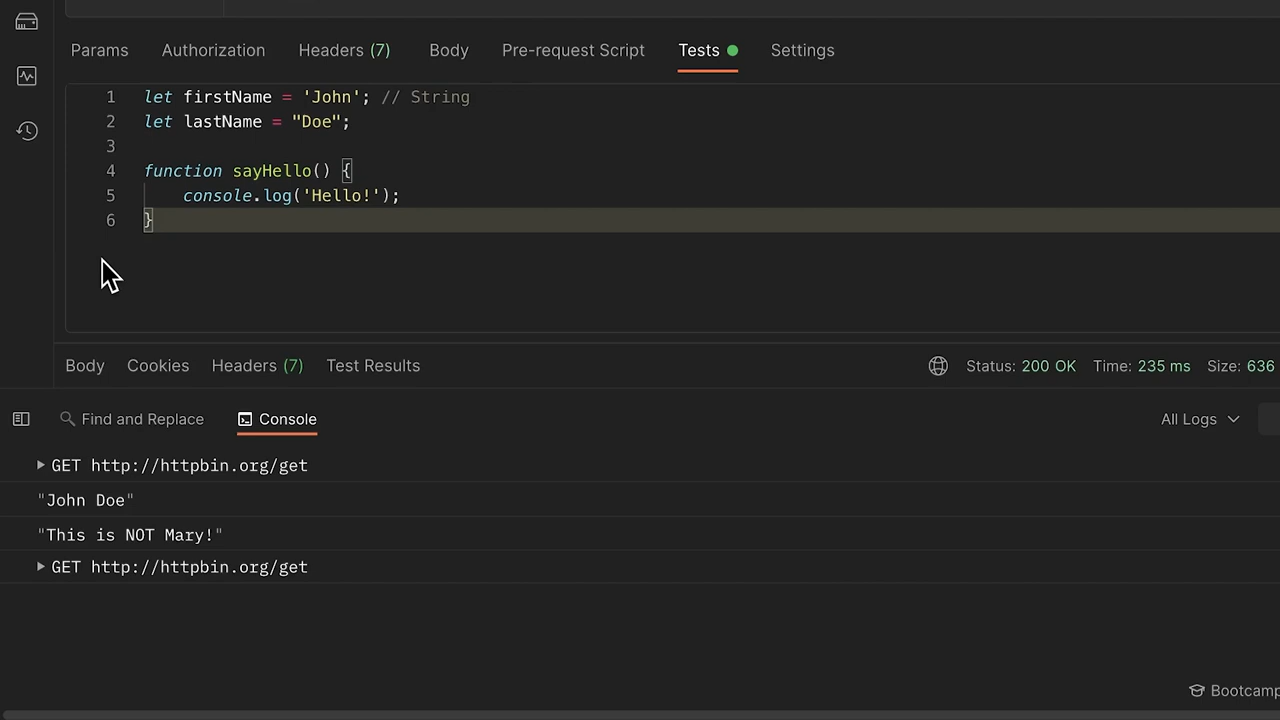 Params Authorization Headers (7) Body Pre-request Script Tests Settings
1 let firstName = 'John'; // String
2 let lastName = "Doe";
3
4 function sayHello() {
5 console.log('Hello!');
6 }
Body Cookies Headers (7) Test Results Status: 200 OK Time: 235 ms Size: 636
Find and Replace Console All Logs
GET http://httpbin.org/get
"John Doe"
"This is NOT Mary!"
GET http://httpbin.org/get
Bootcamp